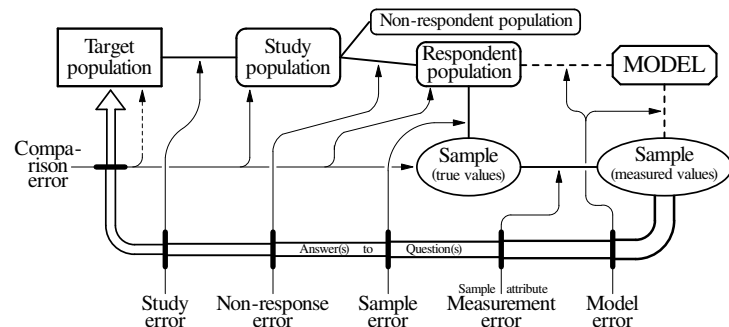 Non-respondent population
Target
population
Study
population
Respondent
population
MODEL
Compa-
rison
error
Sample
(true values)
Sample
(measured values)
Answer(s) to Question(s)
Study
error
Non-response
error
Sample
error
Sample attribute
Measurement
error
Model
error